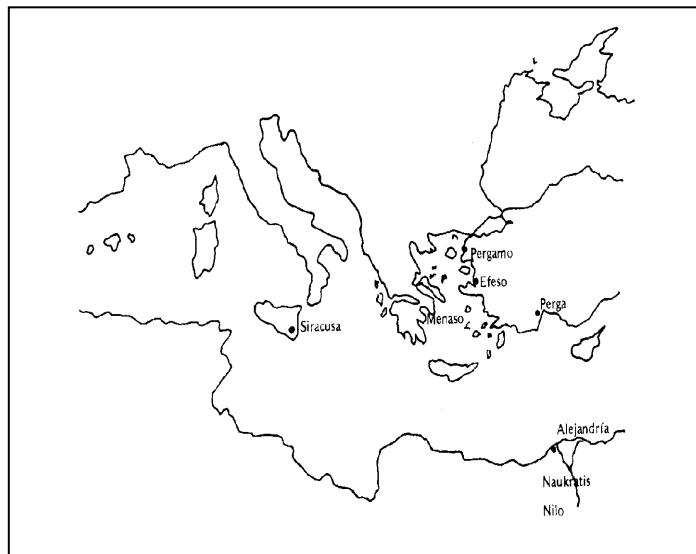 Pergamo
Efeso
Perga
Menaso
Siracusa
Alejandría
Naukratis
Nilo